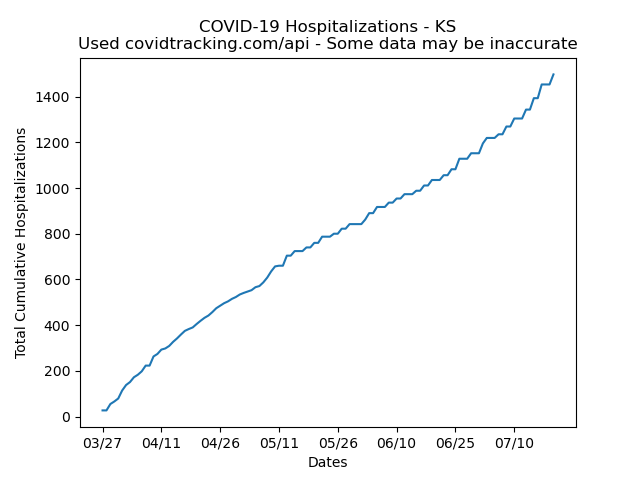 COVID-19 Hospitalizations - KS
Used covidtracking.com/api - Some data may be inaccurate
Total Cumulative Hospitalizations
1400
1200
1000
800
600
400
200
0
03/27 04/11 04/26 05/11 05/26 06/10 06/25 07/10
Dates